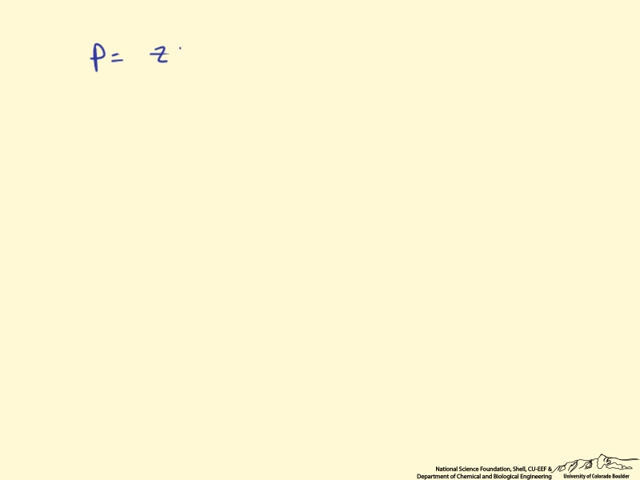 P = z
National Science Foundation, Shell, CU-EEF &
Department of Chemical and Biological Engineering
University of Colorado Boulder